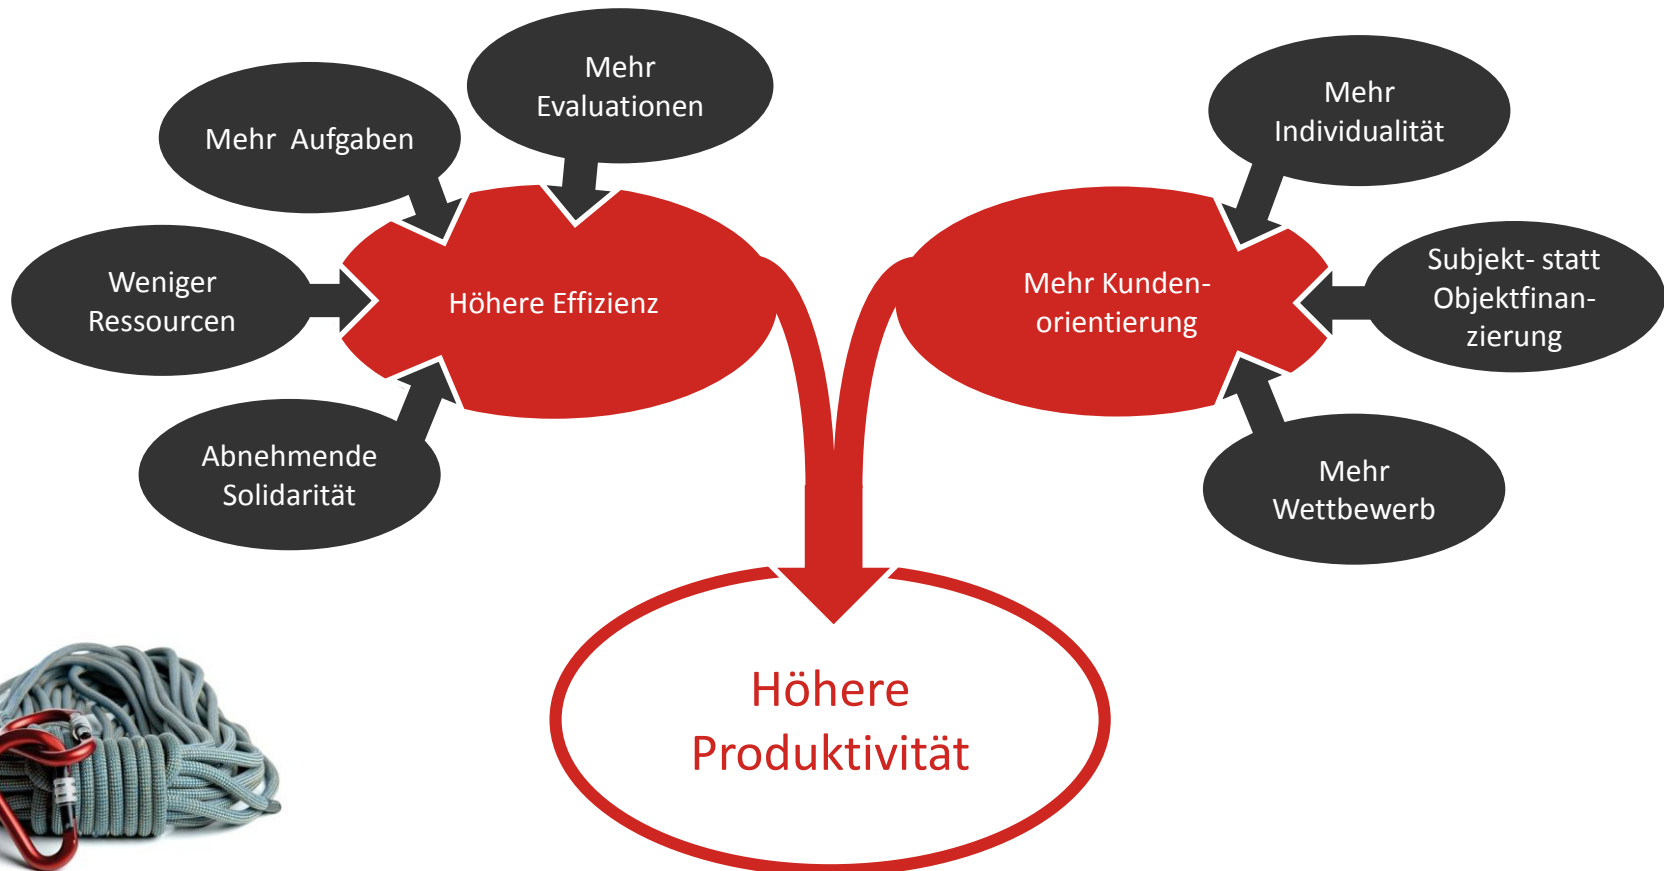 Mehr
Evaluationen
Mehr Aufgaben
Weniger
Ressourcen
Abnehmende
Solidarität
Höhere Effizienz
Mehr Kunden-
orientierung
Mehr
Individualität
Subjekt- statt
Objektfinan-
zierung
Mehr
Wettbewerb
Höhere
Produktivität